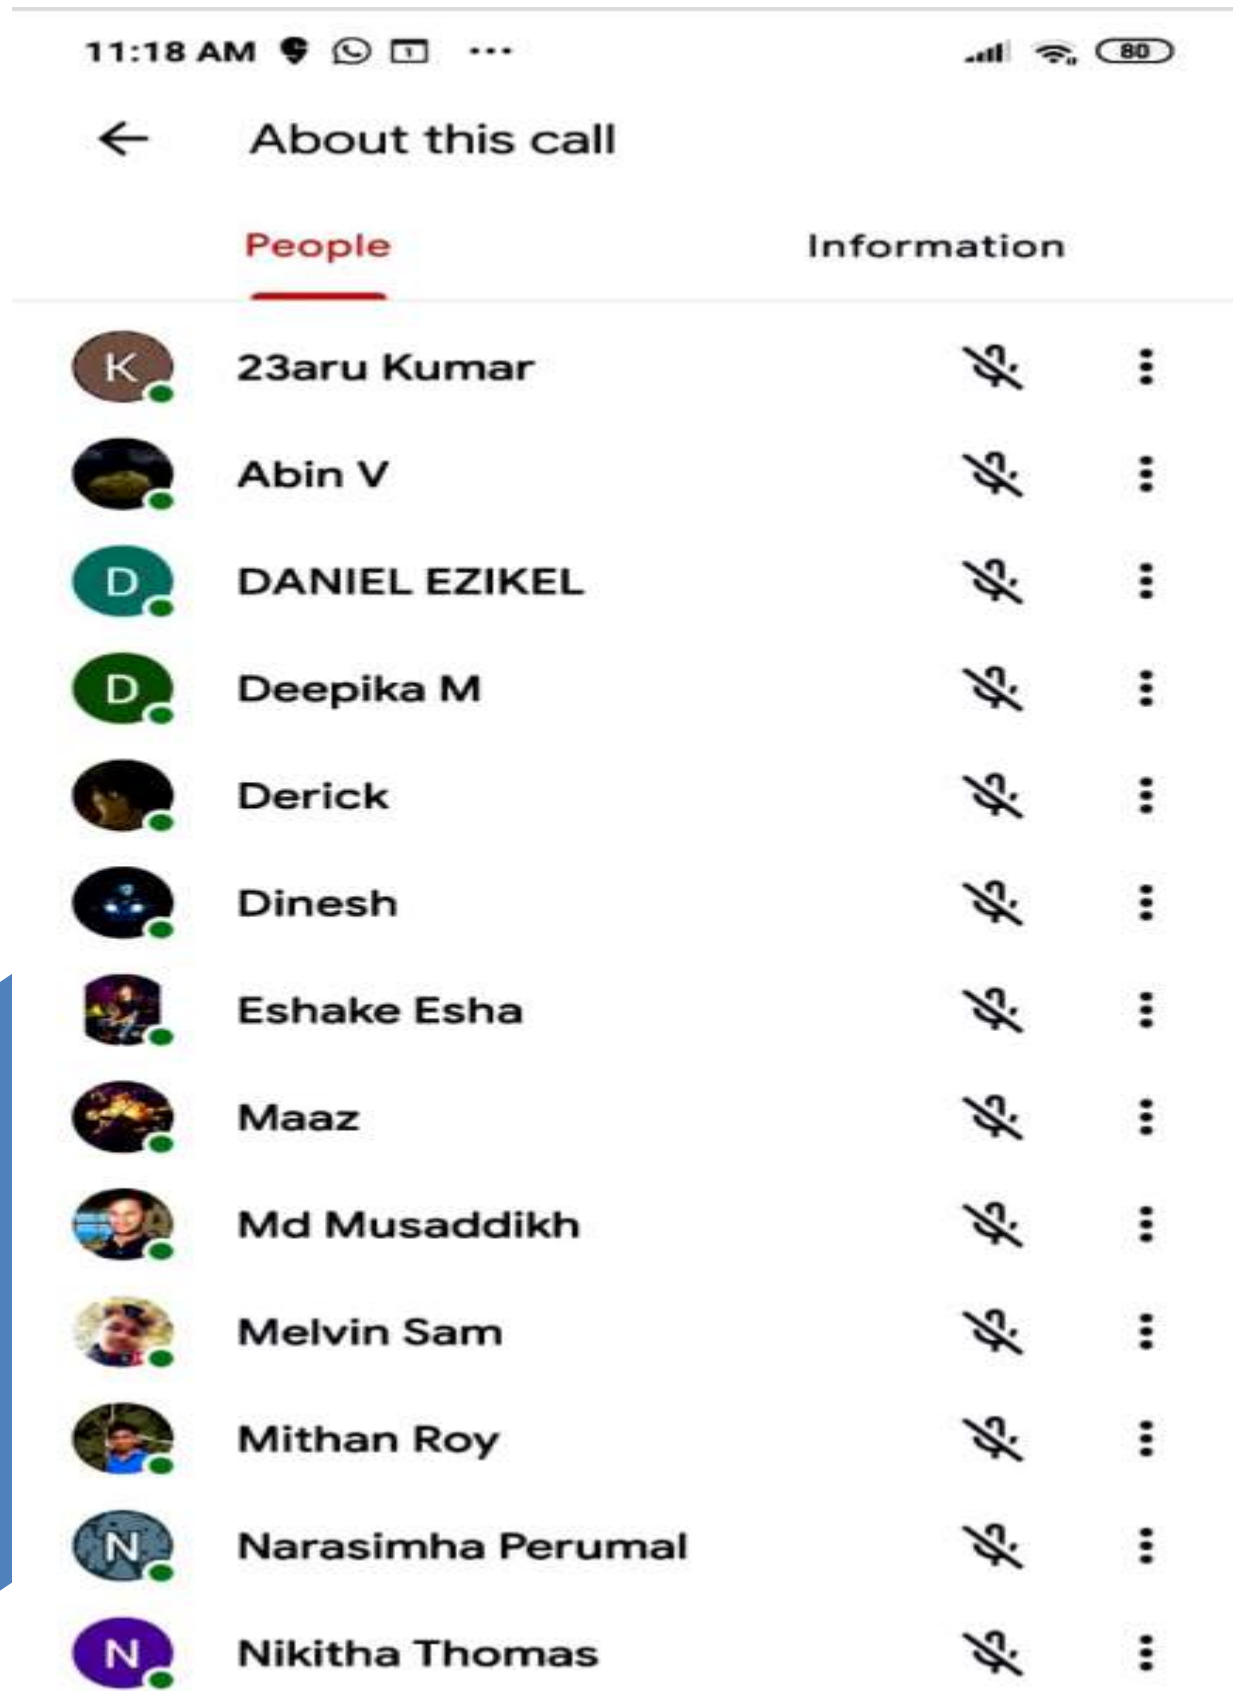 11:18 AM 1 ... 80
About this call
People Information
K 23aru Kumar
Abin V
D DANIEL EZIKEL
D Deepika M
Derick
Dinesh
Eshake Esha
Maaz
Md Musaddikh
Melvin Sam
Mithan Roy
N Narasimha Perumal
N Nikitha Thomas